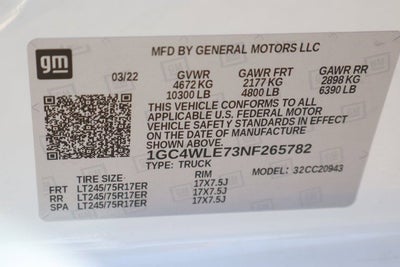 gm
MFD BY GENERAL MOTORS LLC
03/22 GVWR GAWR FRT GAWR RR
4672 KG 2177 KG 2898 KG
10300 LB 4800 LB 6390 LB
THIS VEHICLE CONFORMS TO ALL
APPLICABLE U.S. FEDERAL MOTOR
VEHICLE SAFETY STANDARDS IN EFFECT
ON THE DATE OF MANUFACTURE
SHOWN ABOVE.
1GC4WLE73NF265782
TYPE: TRUCK
TIRE SIZE: RIM MODEL: 32CC20943
FRT LT245/75R17ER 17X7.5J
RR LT245/75R17ER 17X7.5J
SPA LT245/75R17ER 17X7.5J